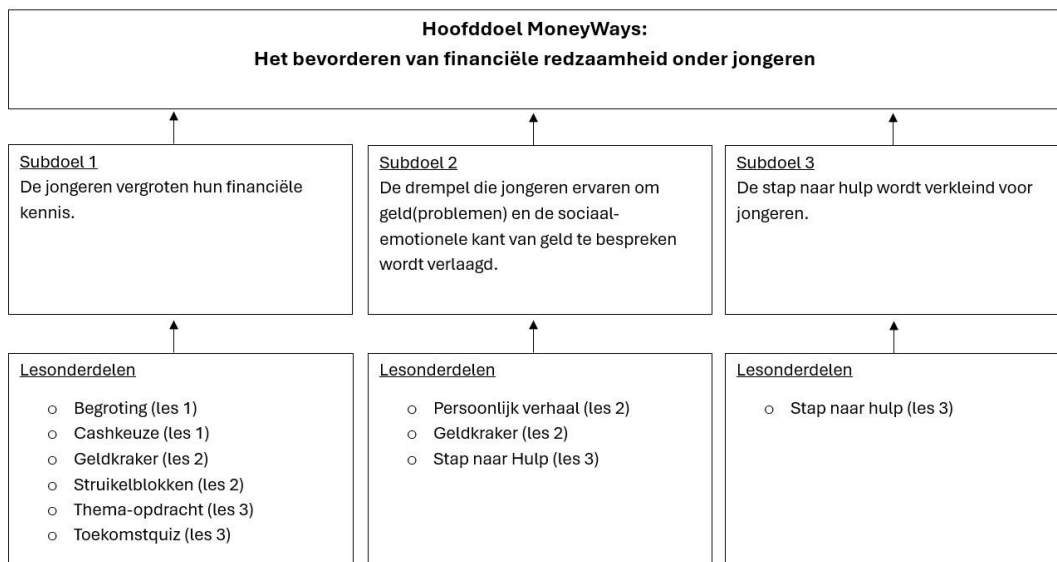 Hoofddoel MoneyWays:
Het bevorderen van financiële redzaamheid onder jongeren
Subdoel 1
De jongeren vergroten hun financiële
kennis.
Subdoel 2
De drempel die jongeren ervaren om
geld(problemen) en de sociaal-
emotionele kant van geld te bespreken
wordt verlaagd.
Subdoel 3
De stap naar hulp wordt verkleind voor
jongeren.
Lesonderdelen
o Begroting (les 1)
o Cashkeuze (les 1)
o Geldkraker (les 2)
o Struikelblokken (les 2)
o Thema-opdracht (les 3)
o Toekomstquiz (les 3)
Lesonderdelen
o Persoonlijk verhaal (les 2)
o Geldkraker (les 2)
o Stap naar Hulp (les 3)
Lesonderdelen
o Stap naar hulp (les 3)